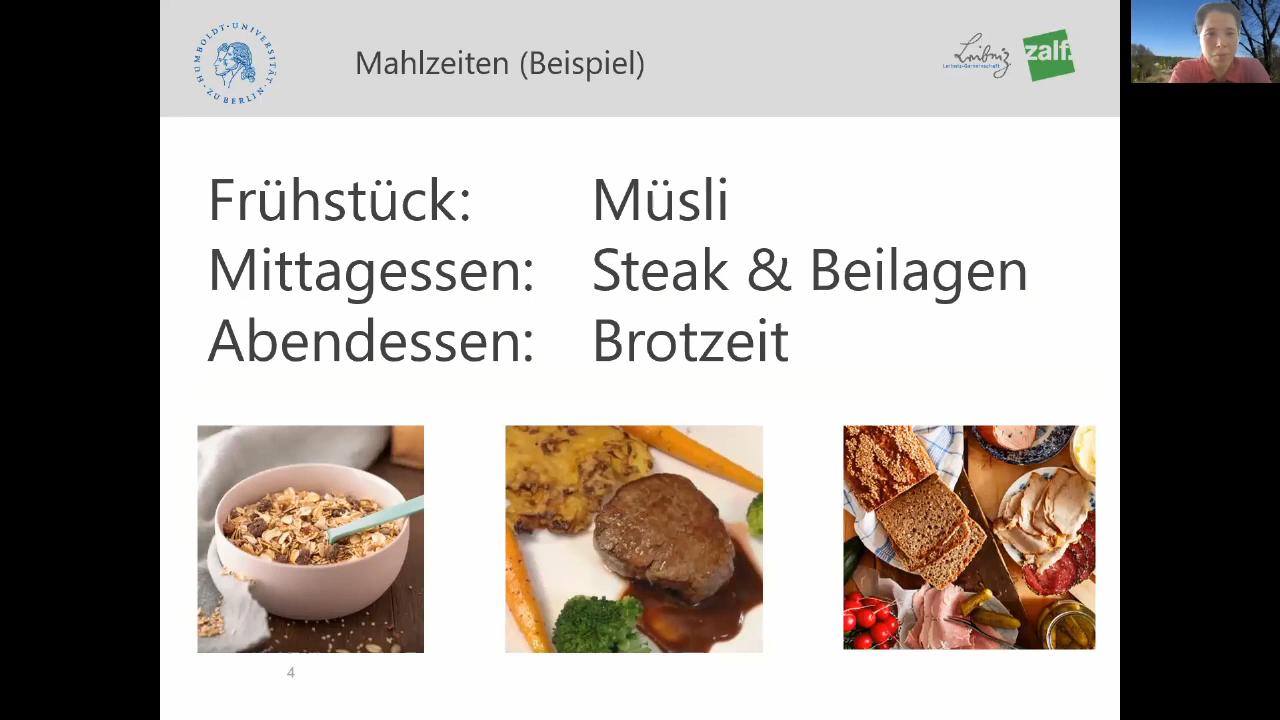 HUMBOLDT-UNIVERSITÄT ZU BERLIN
Mahlzeiten (Beispiel)
Leibniz
Leibniz-Gemeinschaft
zalf.
Frühstück: Müsli
Mittagessen: Steak & Beilagen
Abendessen: Brotzeit
4